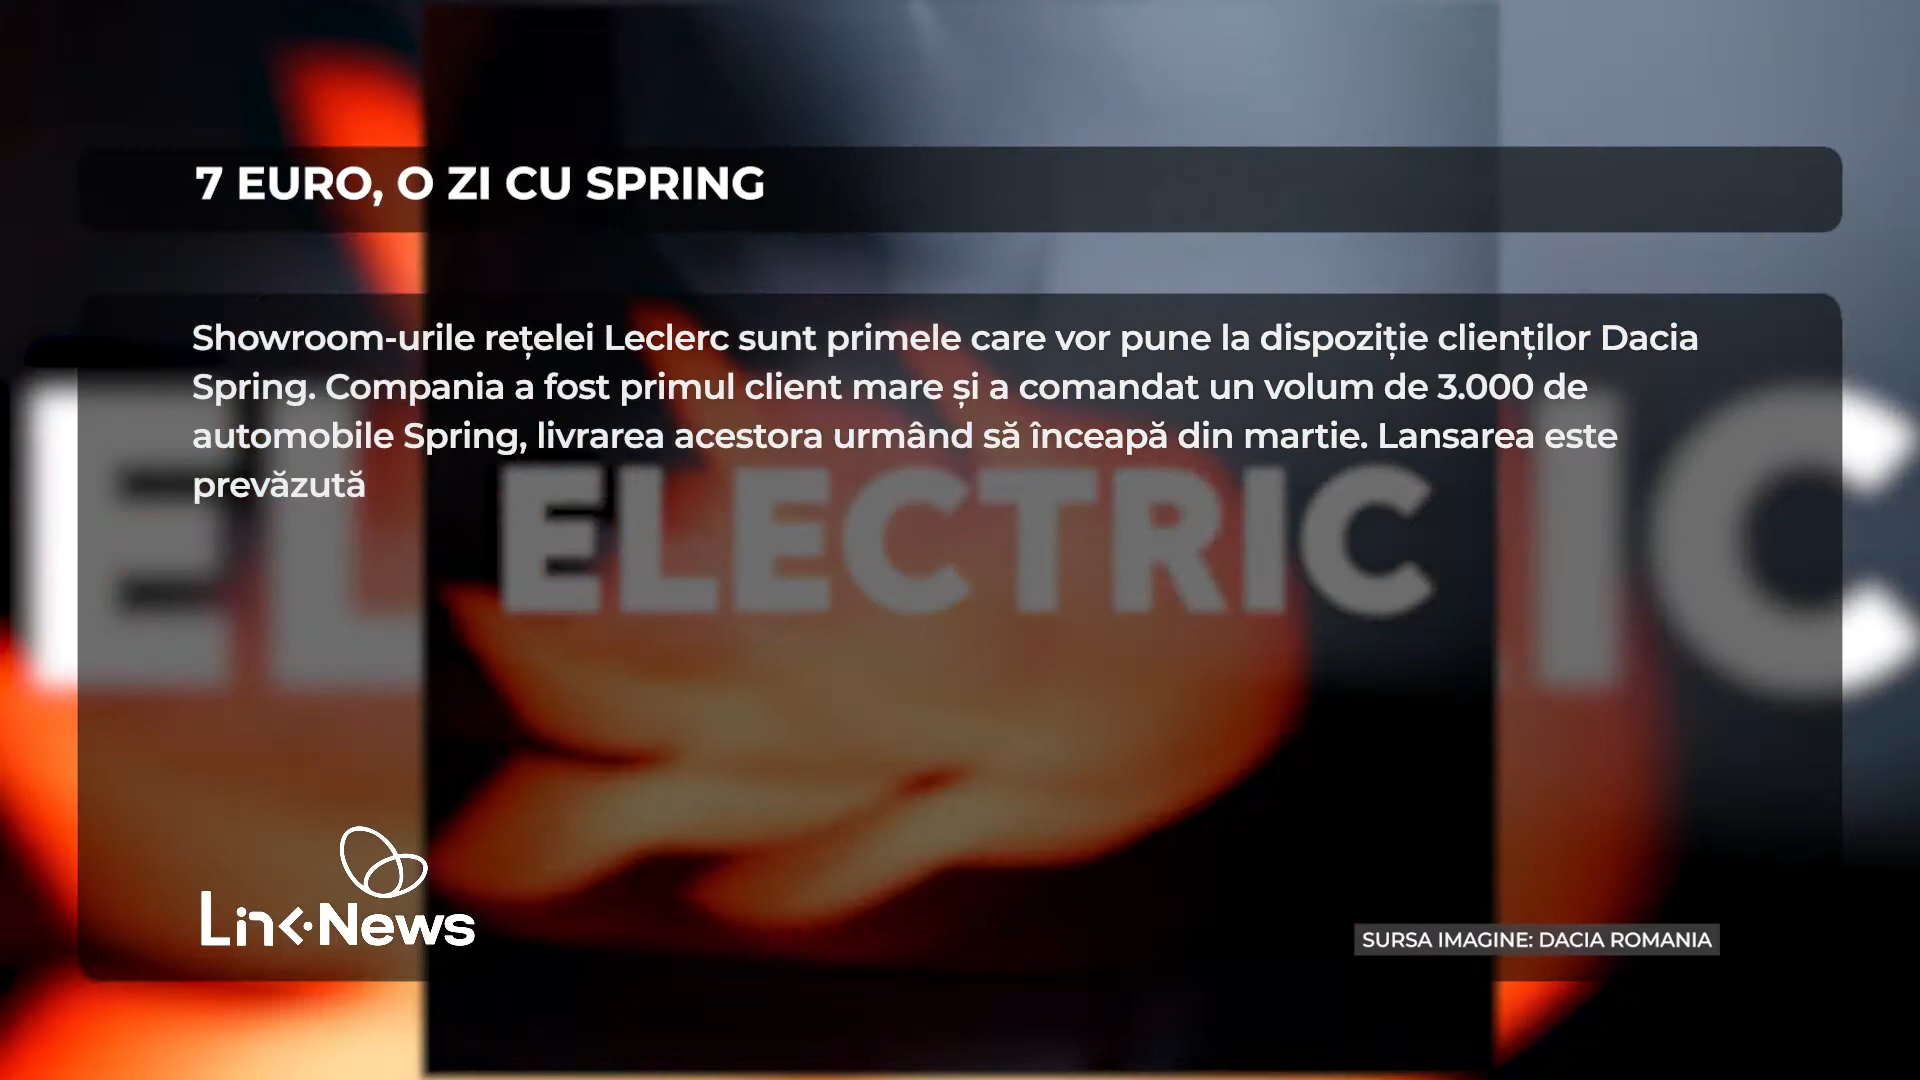 7 EURO, O ZI CU SPRING
Showroom-urile rețelei Leclerc sunt primele care vor pune la dispoziție clienților Dacia
Spring. Compania a fost primul client mare și a comandat un volum de 3.000 de
automobile Spring, livrarea acestora urmând să înceapă din martie. Lansarea este
prevăzută
ELECTRIC
EL
IC
Link News
SURSA IMAGINE: DACIA ROMANIA